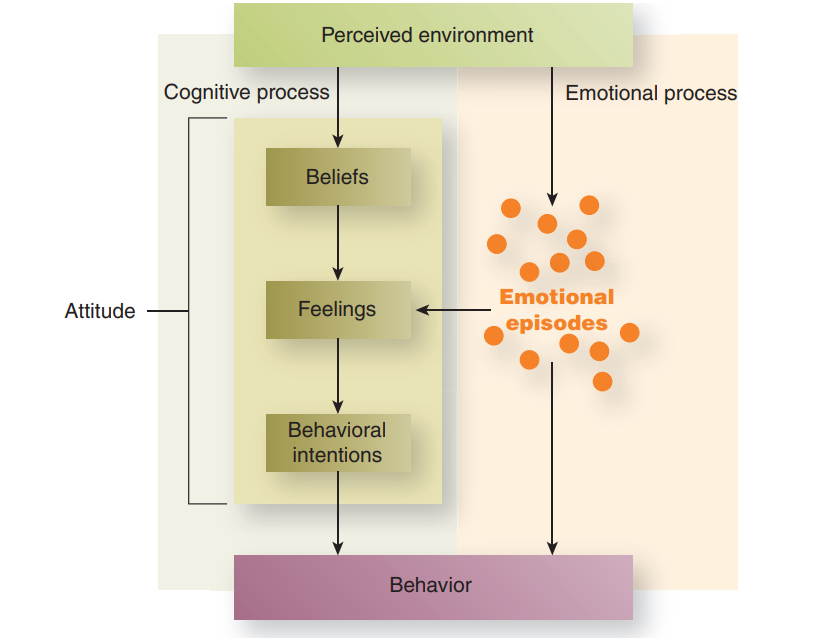 Perceived environment
Cognitive process
Emotional process
Beliefs
Attitude
Feelings
Emotional
episodes
Behavioral
intentions
Behavior